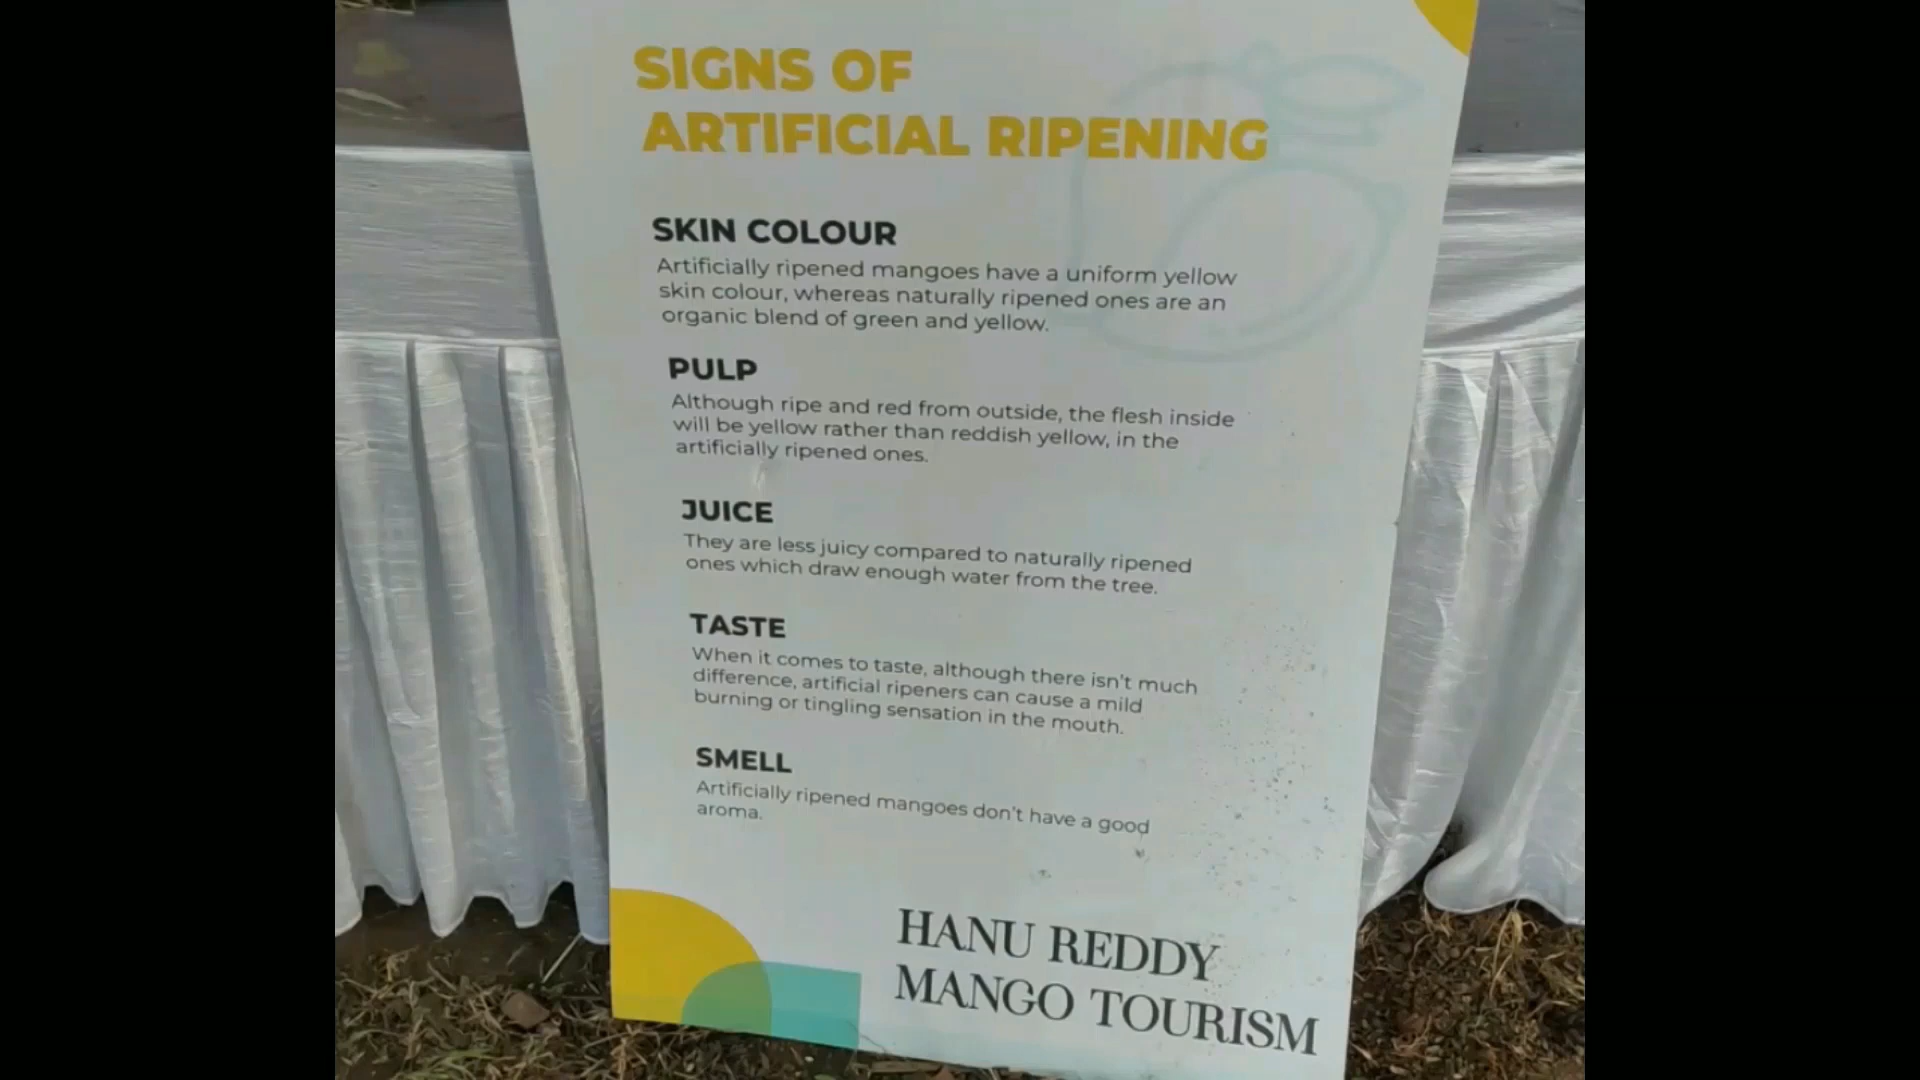 SIGNS OF
ARTIFICIAL RIPENING
SKIN COLOUR
Artificially ripened mangoes have a uniform yellow
skin colour, whereas naturally ripened ones are an
organic blend of green and yellow.
PULP
Although ripe and red from outside, the flesh inside
will be yellow rather than reddish yellow, in the
artificially ripened ones.
JUICE
They are less juicy compared to naturally ripened
ones which draw enough water from the tree.
TASTE
When it comes to taste, although there isn't much
difference, artificial ripeners can cause a mild
burning or tingling sensation in the mouth.
SMELL
Artificially ripened mangoes don't have a good
aroma.
HANU REDDY
MANGO TOURISM